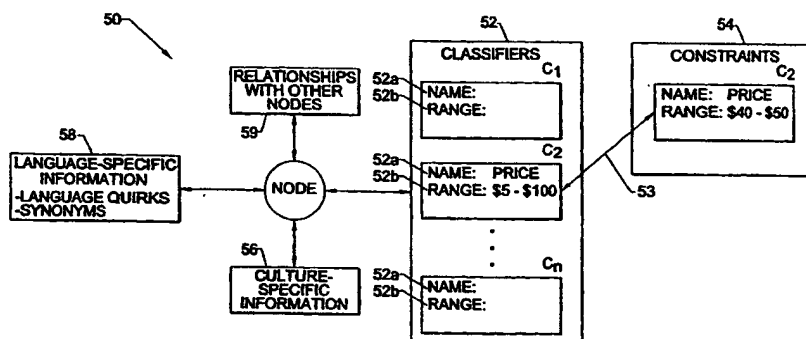 50
RELATIONSHIPS
WITH OTHER
NODES
59
58
LANGUAGE-SPECIFIC
INFORMATION
-LANGUAGE QUIRKS
-SYNONYMS
NODE
56
CULTURE-
SPECIFIC
INFORMATION
52
CLASSIFIERS
C1
52a NAME:
52b RANGE:
C2
52a NAME: PRICE
52b RANGE: $5 - $100
Cn
52a NAME:
52b RANGE:
53
54
CONSTRAINTS
C2
NAME: PRICE
RANGE: $40 - $50